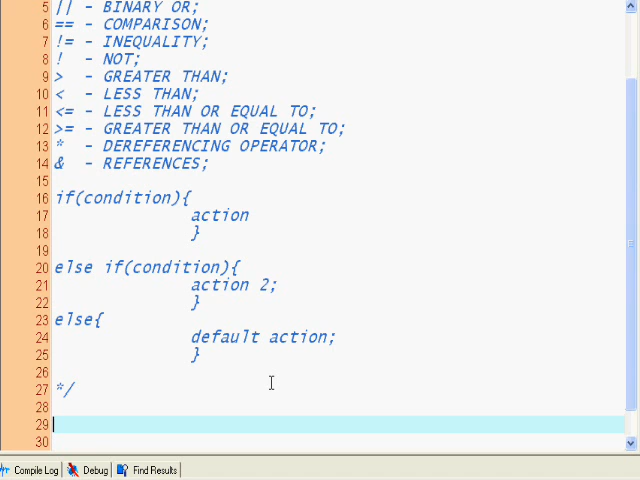 5 || - BINARY OR;
6 == - COMPARISON;
7 != - INEQUALITY;
8 !  - NOT;
9 >  - GREATER THAN;
10 <  - LESS THAN;
11 <= - LESS THAN OR EQUAL TO;
12 >= - GREATER THAN OR EQUAL TO;
13 *  - DEREFERENCING OPERATOR;
14 &  - REFERENCES;
15
16 if(condition){
17 action
18 }
19
20 else if(condition){
21 action 2;
22 }
23 else{
24 default action;
25 }
26
27 */
28
29
30
Compile Log Debug Find Results